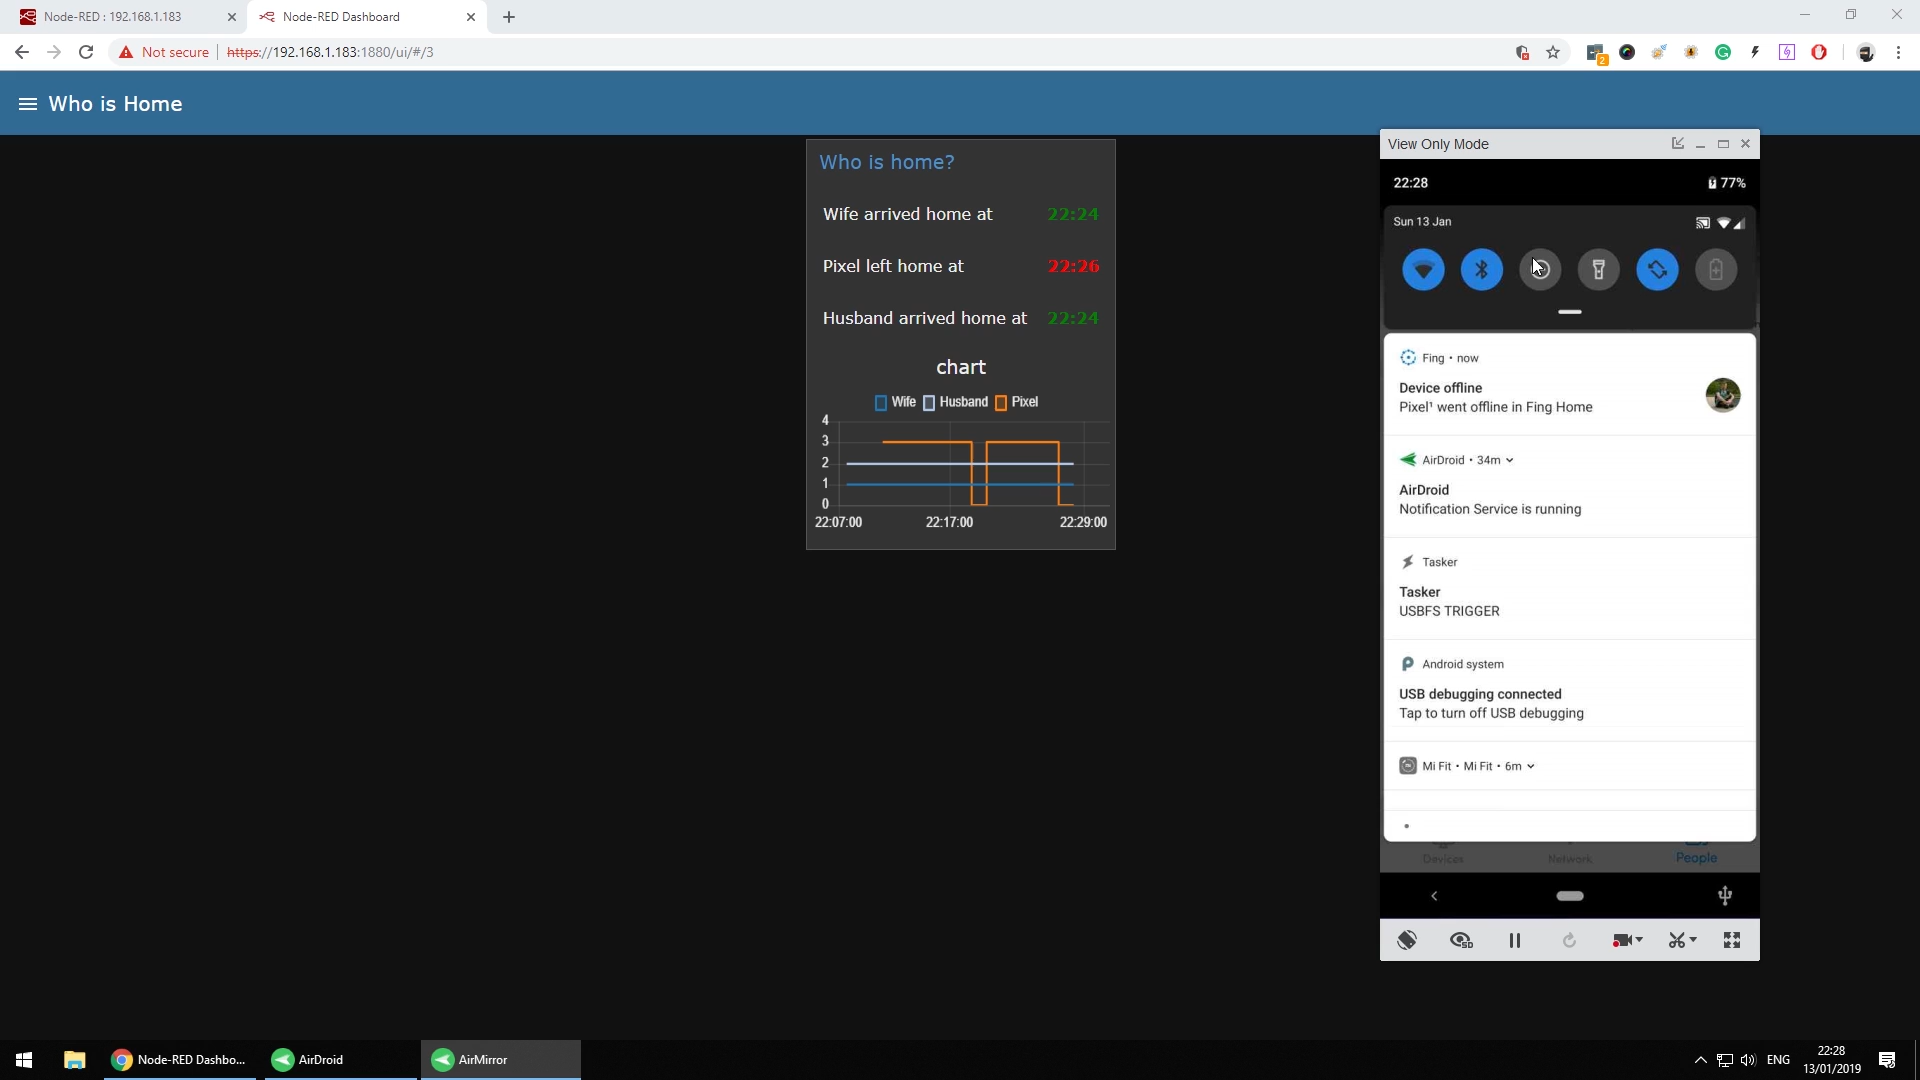 Node-RED : 192.168.1.183
Node-RED Dashboard
Not secure
https://192.168.1.183:1880/ui/#/3
2
Who is Home
Who is home?
Wife arrived home at 22:24
Pixel left home at 22:26
Husband arrived home at 22:24
chart
Wife Husband Pixel
4
3
2
1
0
22:07:00 22:17:00 22:29:00
View Only Mode
22:28 77%
Sun 13 Jan
Fing • now
Device offline
Pixel¹ went offline in Fing Home
AirDroid • 34m
AirDroid
Notification Service is running
Tasker
Tasker
USBFS TRIGGER
Android system
USB debugging connected
Tap to turn off USB debugging
Mi Fit • Mi Fit • 6m
Devices Network People
SD
Node-RED Dashbo...
AirDroid
AirMirror
ENG
22:28
13/01/2019